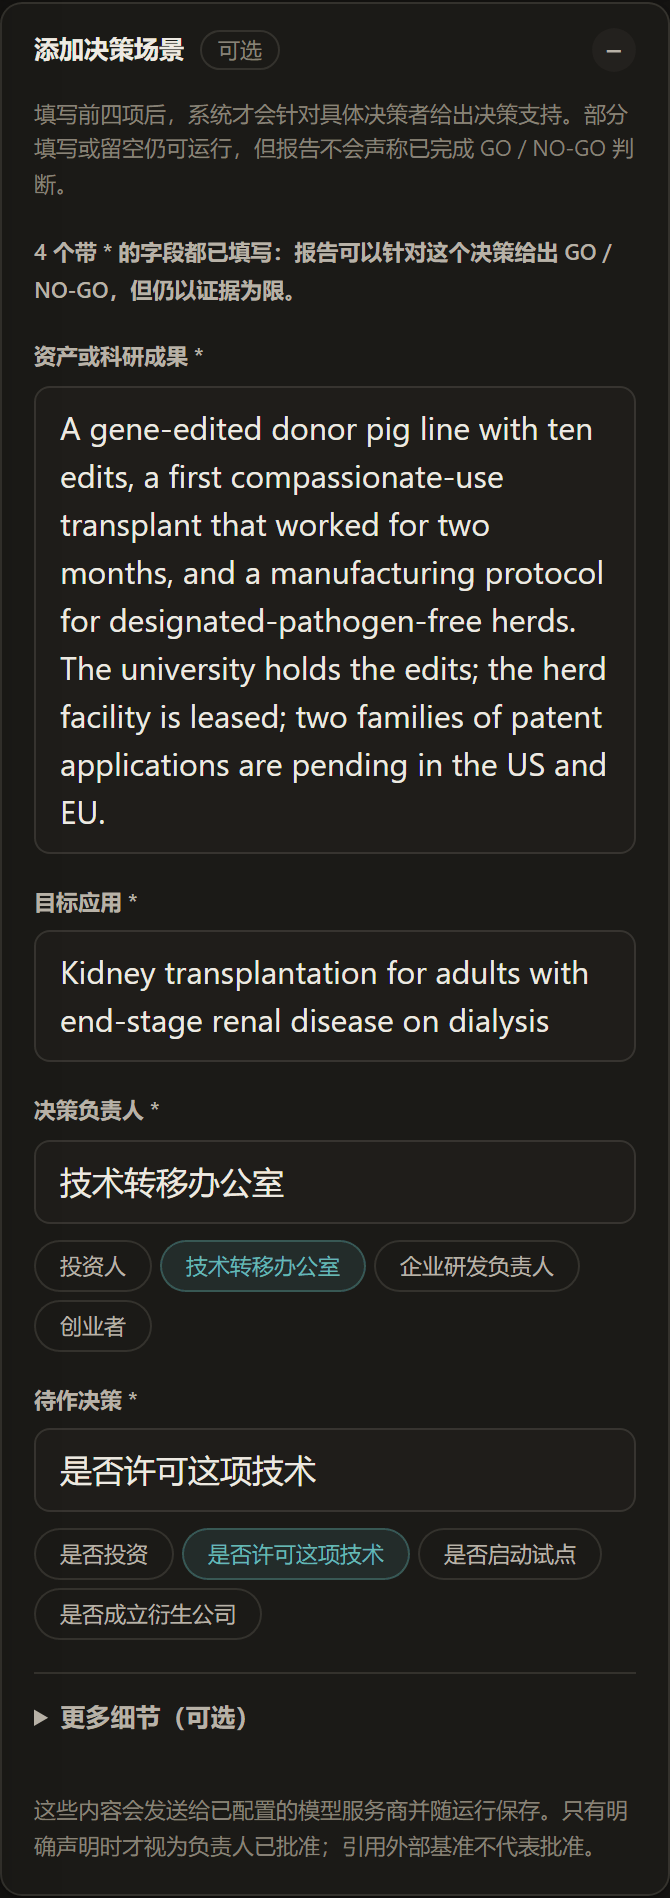 添加决策场景 可选
填写前四项后，系统才会针对具体决策者给出决策支持。部分
填写或留空仍可运行，但报告不会声称已完成 GO / NO-GO 判
断。
4 个带 * 的字段都已填写：报告可以针对这个决策给出 GO /
NO-GO，但仍以证据为限。
资产或科研成果 *
A gene-edited donor pig line with ten
edits, a first compassionate-use
transplant that worked for two
months, and a manufacturing protocol
for designated-pathogen-free herds.
The university holds the edits; the herd
facility is leased; two families of patent
applications are pending in the US and
EU.
目标应用 *
Kidney transplantation for adults with
end-stage renal disease on dialysis
决策负责人 *
技术转移办公室
投资人 技术转移办公室 企业研发负责人
创业者
待作决策 *
是否许可这项技术
是否投资 是否许可这项技术 是否启动试点
是否成立衍生公司
▶ 更多细节（可选）
这些内容会发送给已配置的模型服务商并随运行保存。只有明
确声明时才视为负责人已批准；引用外部基准不代表批准。